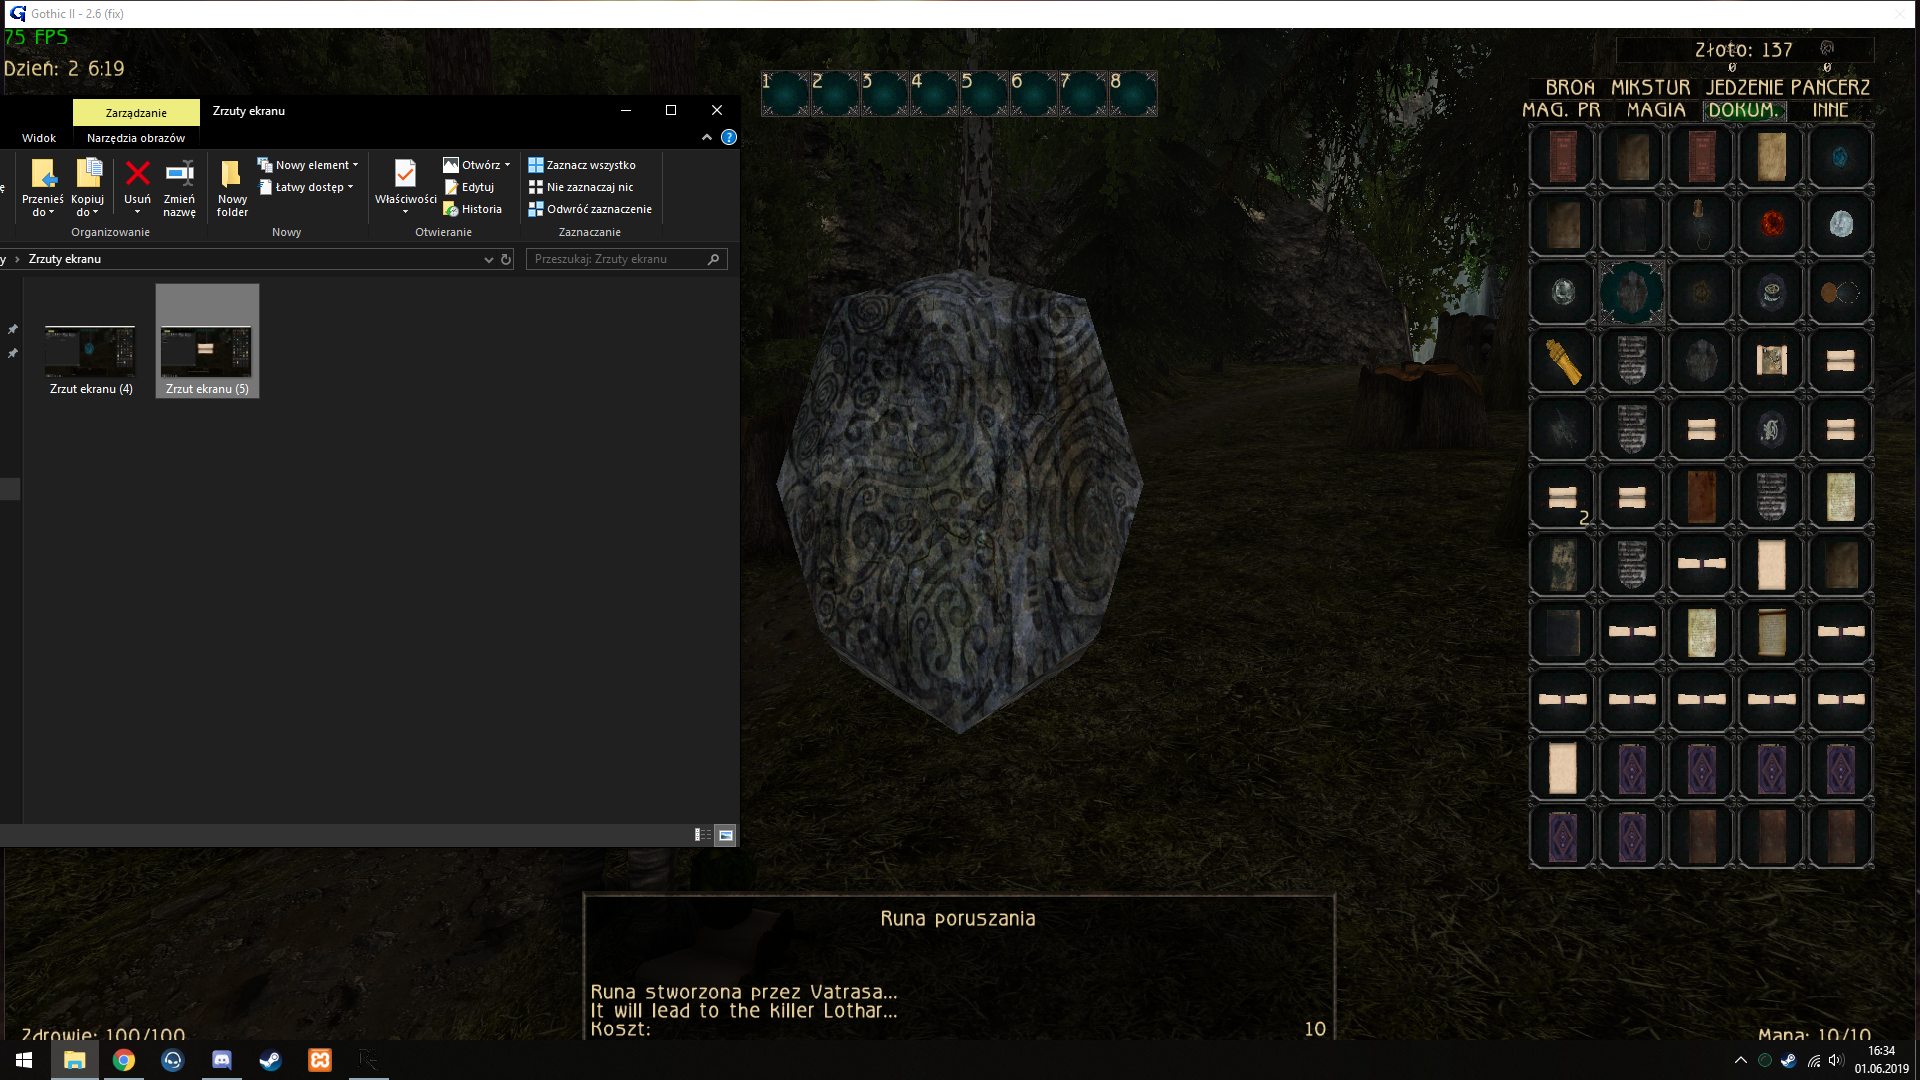 Gothic II - 2.6 (fix)
75 FPS
Dzień: 2 6:19
Zarządzanie
Zrzuty ekranu
Widok
Narzędzia obrazów
Przenieś do
Kopiuj do
Usuń
Zmień nazwę
Organizowanie
Nowy folder
Nowy element
Łatwy dostęp
Nowy
Właściwości
Otwórz
Edytuj
Historia
Otwieranie
Zaznacz wszystko
Nie zaznaczaj nic
Odwróć zaznaczenie
Zaznaczanie
y › Zrzuty ekranu
Przeszukaj: Zrzuty ekranu
Zrzut ekranu (4)
Zrzut ekranu (5)
1 2 3 4 5 6 7 8
Złoto: 137
0 0
BROŃ MIKSTUR JEDZENIE PANCERZ
MAG. PR MAGIA DOKUM. INNE
2
Runa poruszania
Runa stworzona przez Vatrasa...
It will lead to the killer Lothar...
Koszt: 10
Zdrowie: 100/100
Mana: 10/10
16:34
01.06.2019